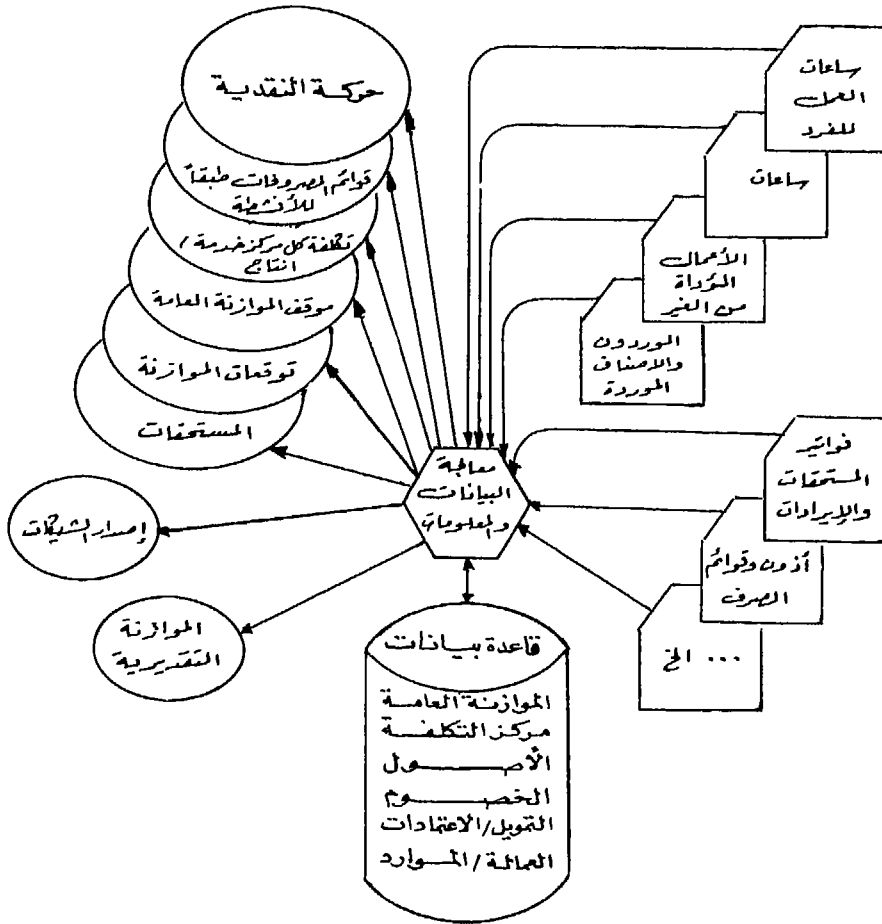 ساعات
العمل
للفرد
ساعات
الأعمال
المؤداة
من الغير
الموردون
والاصناف
الموردة
فواتير
المستحقات
والإيرادات
أذون وقوائم
الصرف
... الخ
معالجة
البيانات
والمعلومات
حركة النقدية
قوائم المصروفات طبقاً
للأنشطة
تكلفة كل مركز خدمة /
انتاج
موقف الموازنة العامة
توقعات الموازنة
المستحقات
إصدار الشيكات
الموازنة
التقديرية
قاعدة بيانات
الموازنة العامة
مركز التكلفة
الأصول
الخصوم
التمويل/الاعتمادات
العمالة/الموارد